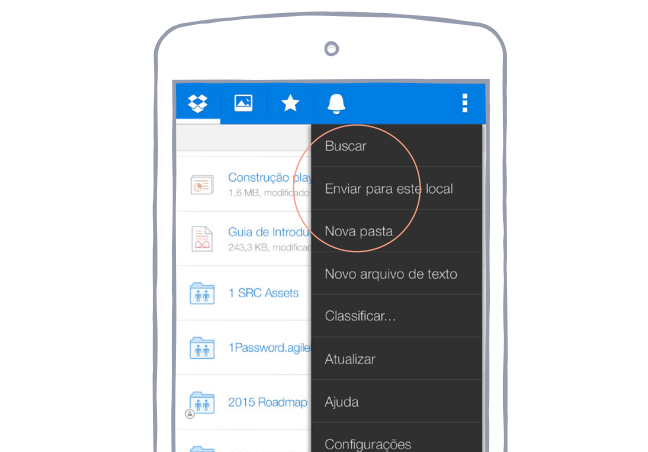 Buscar
Construção play
1,6 MB, modificado
Enviar para este local
Guia de Introdu
243,3 KB, modificad
Nova pasta
Novo arquivo de texto
1 SRC Assets
Classificar...
1Password.agile
Atualizar
2015 Roadmap
Ajuda
Configurações